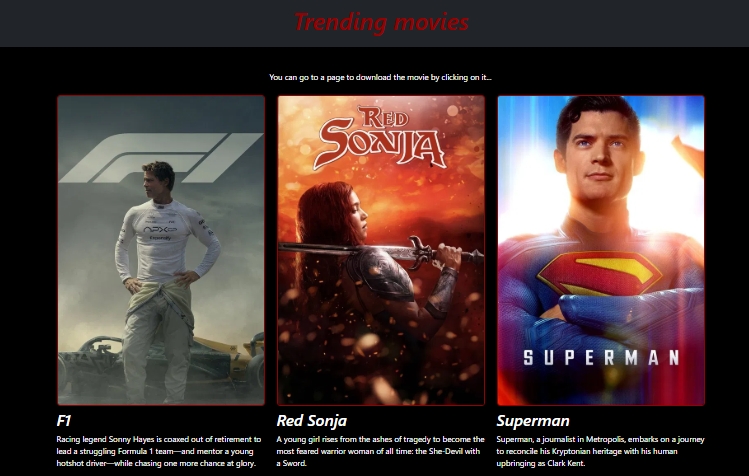 Trending movies
You can go to a page to download the movie by clicking on it...
F1
RED
SONJA
APX
SUPERMAN
F1
Racing legend Sonny Hayes is coaxed out of retirement to
lead a struggling Formula 1 team—and mentor a young
hotshot driver—while chasing one more chance at glory.
Red Sonja
A young girl rises from the ashes of tragedy to become the
most feared warrior woman of all time: the She-Devil with
a Sword.
Superman
Superman, a journalist in Metropolis, embarks on a journey
to reconcile his Kryptonian heritage with his human
upbringing as Clark Kent.